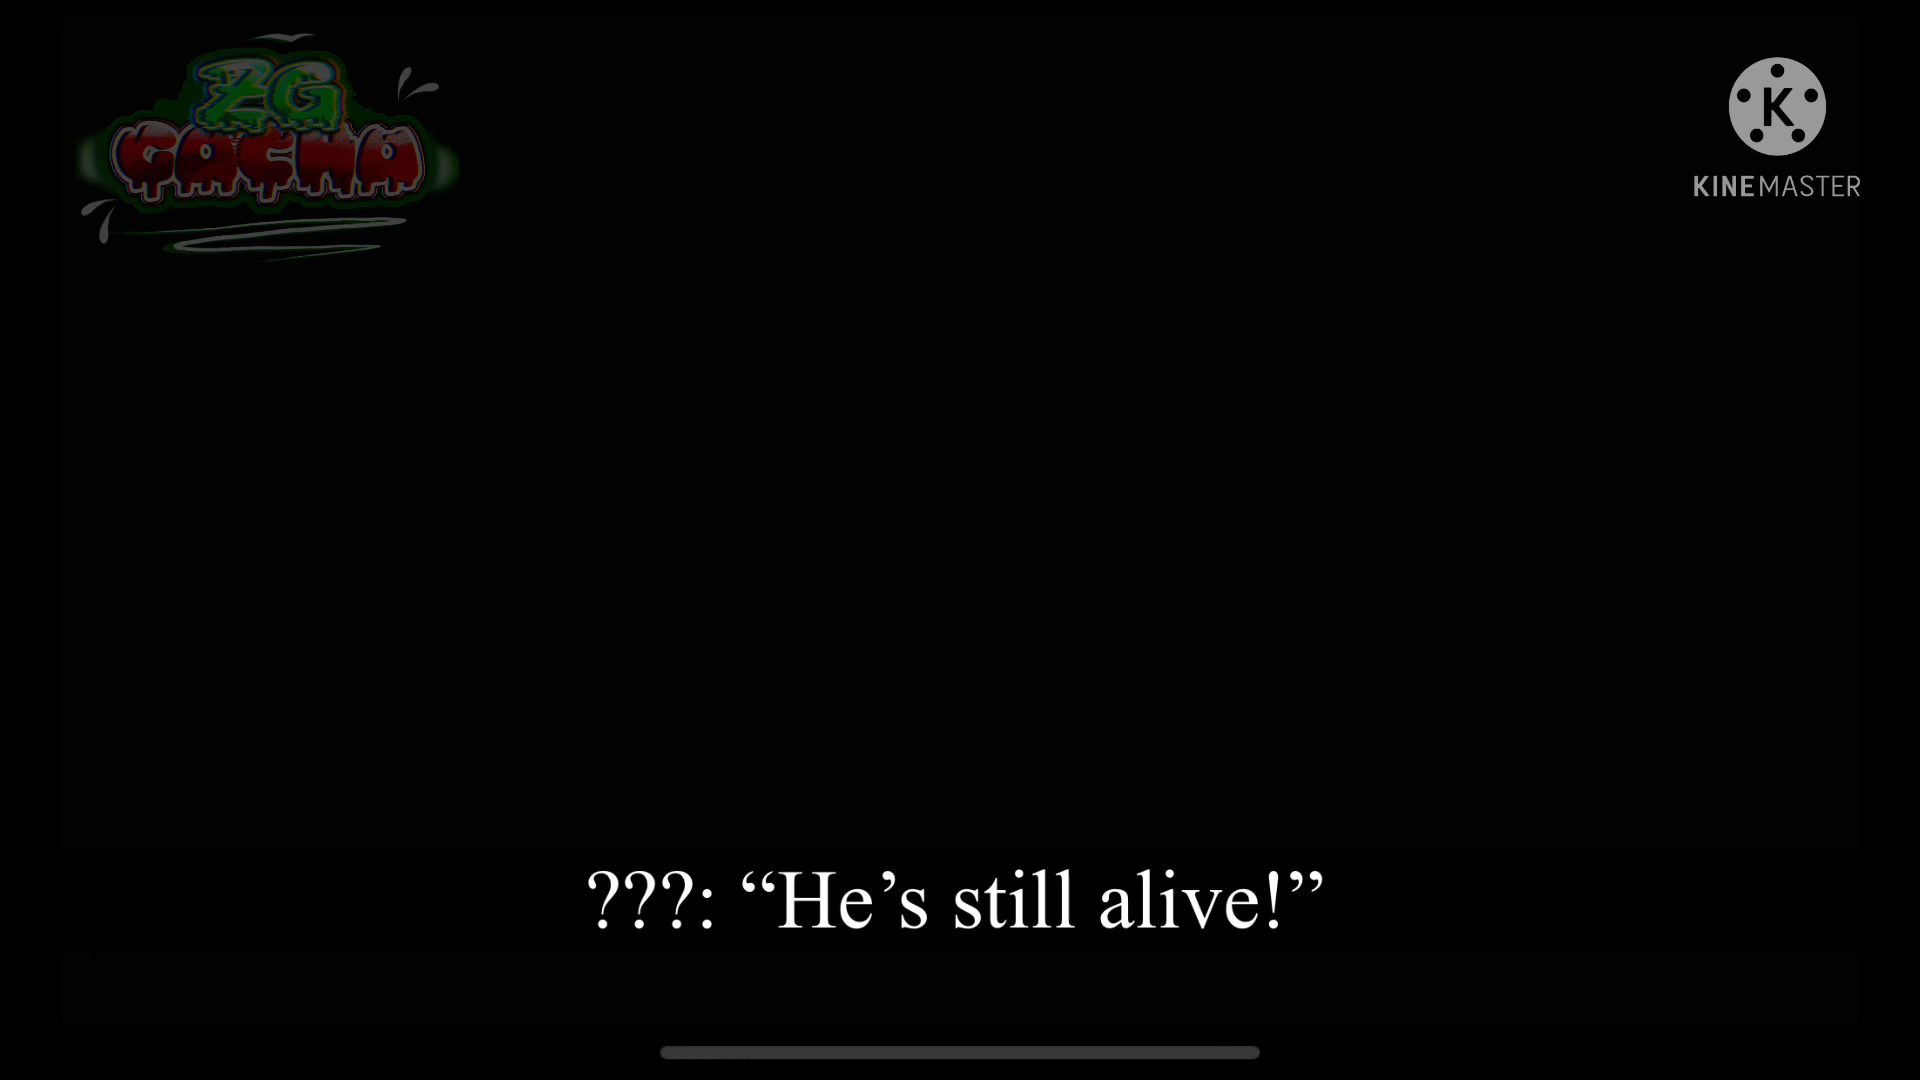 ZG
GACHA
K
KINEMASTER
???: “He’s still alive!”